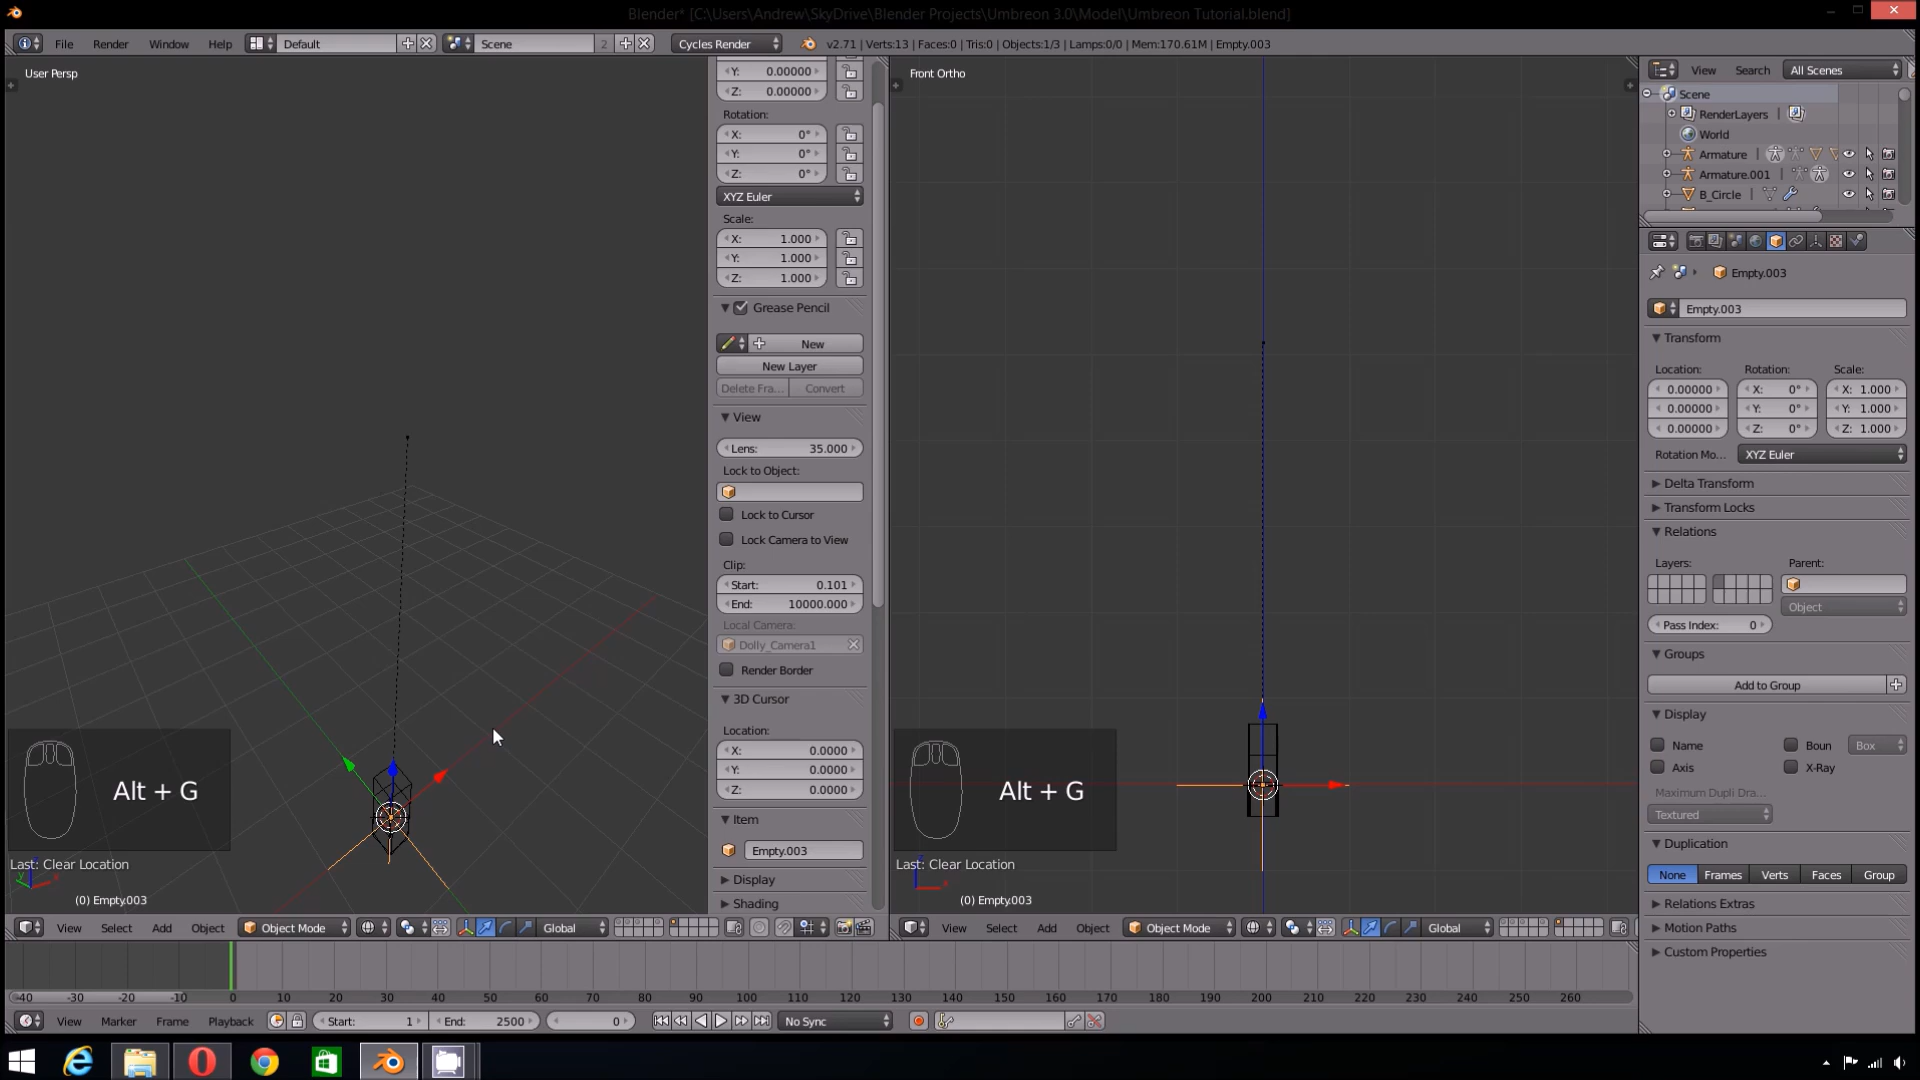 Blender* [C:\Users\Andrew\SkyDrive\Blender Projects\Umbreon 3.0\Model\Umbreon Tutorial.blend]
File Render Window Help Default Scene 2 Cycles Render v2.71 | Verts:13 | Faces:0 | Tris:0 | Objects:1/3 | Lamps:0/0 | Mem:170.61M | Empty.003
User Persp
Y: 0.00000
Z: 0.00000
Rotation:
X: 0°
Y: 0°
Z: 0°
XYZ Euler
Scale:
X: 1.000
Y: 1.000
Z: 1.000
Grease Pencil
New
New Layer
Delete Fra... Convert
View
Lens: 35.000
Lock to Object:
Lock to Cursor
Lock Camera to View
Clip:
Start: 0.101
End: 10000.000
Local Camera:
Dolly_Camera1
Render Border
3D Cursor
Location:
X: 0.0000
Y: 0.0000
Z: 0.0000
Item
Empty.003
Display
Shading
Alt + G
Last: Clear Location
(0) Empty.003
View Select Add Object Object Mode Global
Front Ortho
Alt + G
Last: Clear Location
(0) Empty.003
View Select Add Object Object Mode Global
View Search All Scenes
Scene
RenderLayers
World
Armature
Armature.001
B_Circle
Empty.003
Empty.003
Transform
Location: Rotation: Scale:
0.00000 X: 0° X: 1.000
0.00000 Y: 0° Y: 1.000
0.00000 Z: 0° Z: 1.000
Rotation Mo... XYZ Euler
Delta Transform
Transform Locks
Relations
Layers: Parent:
Object
Pass Index: 0
Groups
Add to Group
Display
Name Boun Box
Axis X-Ray
Maximum Dupli Dra...
Textured
Duplication
None Frames Verts Faces Group
Relations Extras
Motion Paths
Custom Properties
-40 -30 -20 -10 0 10 20 30 40 50 60 70 80 90 100 110 120 130 140 150 160 170 180 190 200 210 220 230 240 250 260
View Marker Frame Playback Start: 1 End: 2500 0 No Sync